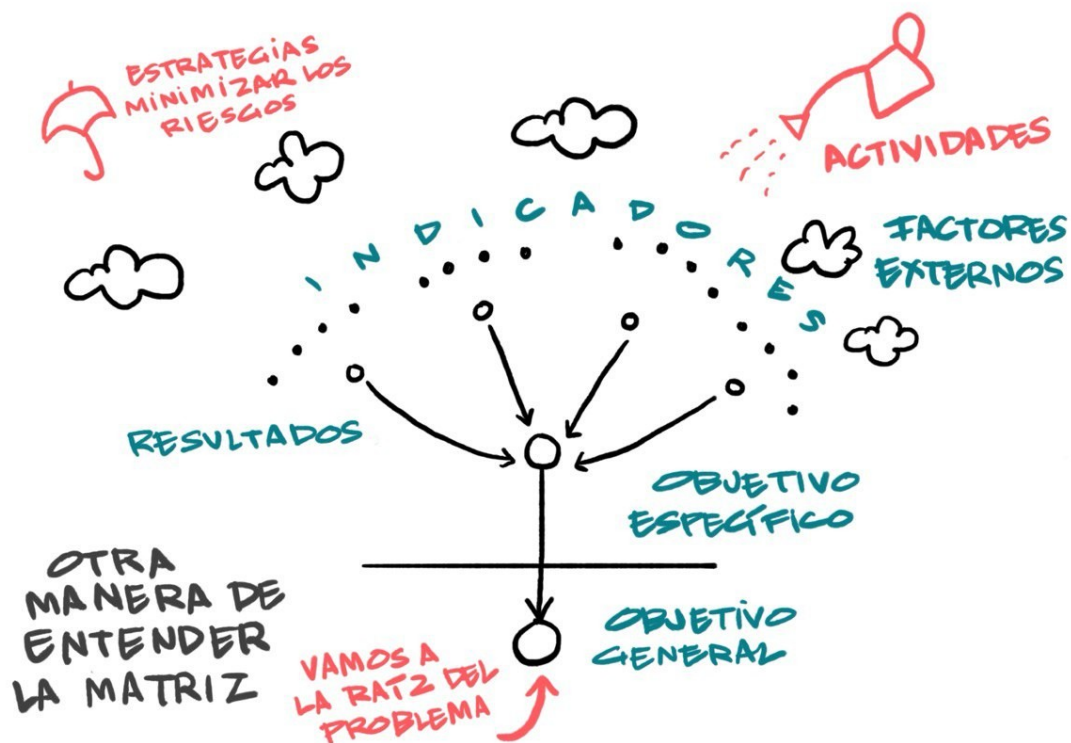 ESTRATEGIAS
MINIMIZAR LOS
RIESGOS
ACTIVIDADES
INDICADORES
FACTORES
EXTERNOS
RESULTADOS
OBJETIVO
ESPECÍFICO
OTRA
MANERA DE
ENTENDER
LA MATRIZ
OBJETIVO
GENERAL
VAMOS A
LA RAÍZ DEL
PROBLEMA